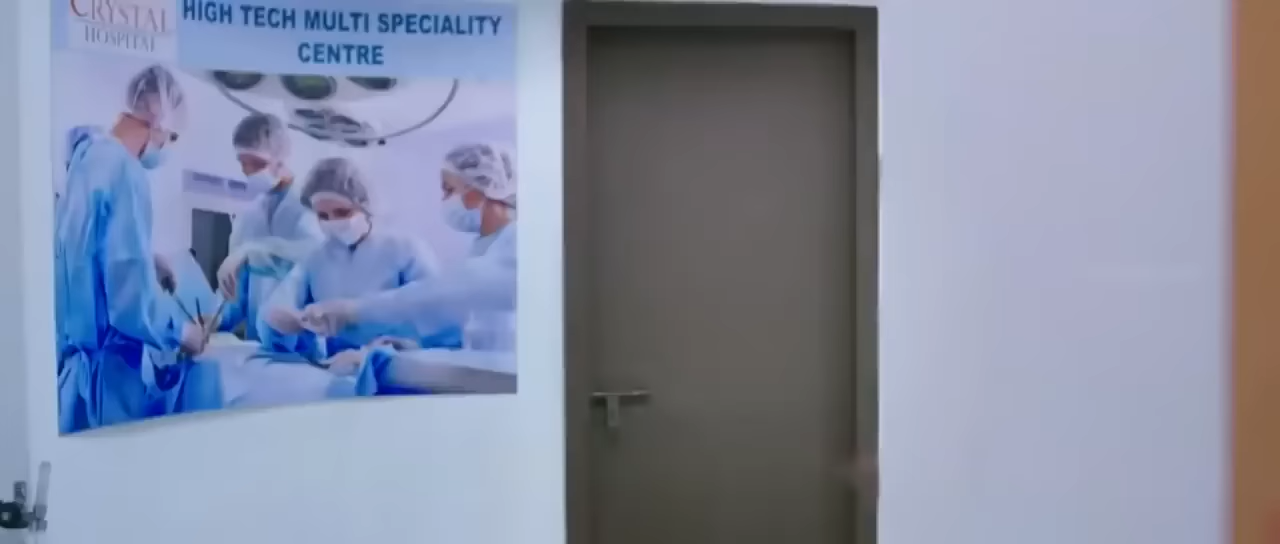 CRYSTAL
HOSPITAL
HIGH TECH MULTI SPECIALITY
CENTRE